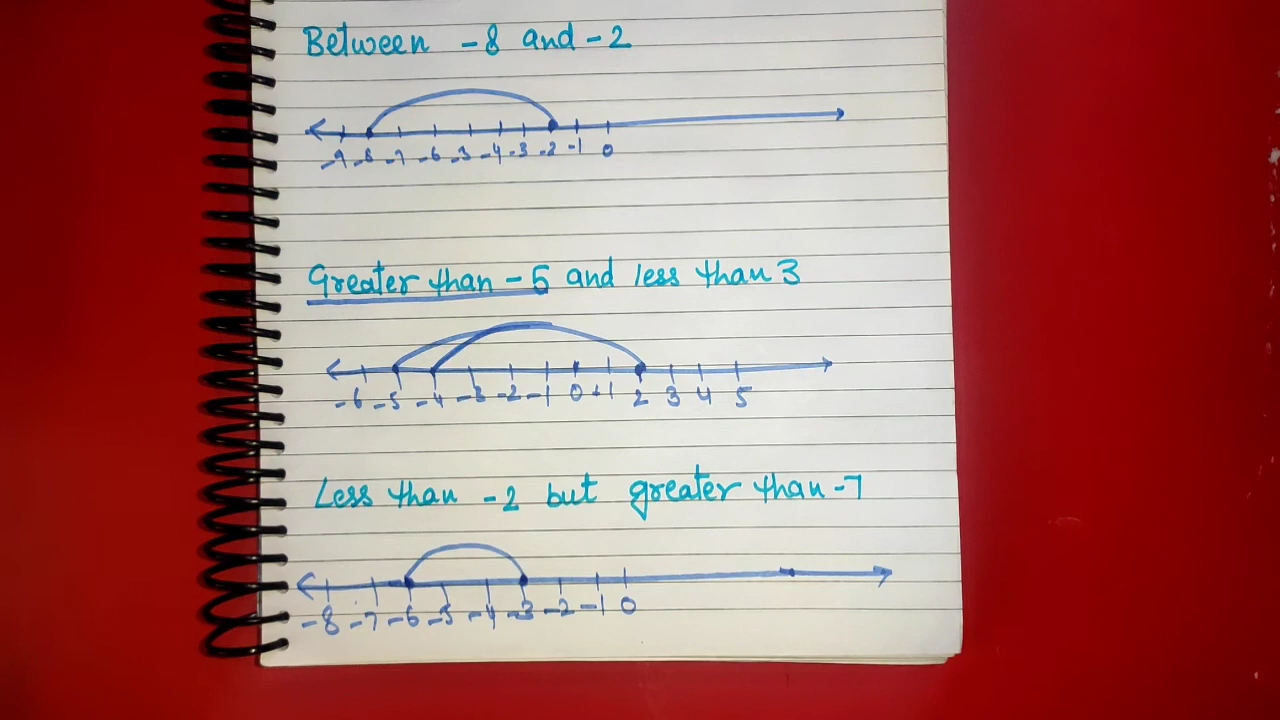 Between -8 and -2
-9 -8 -7 -6 -5 -4 -3 -2 -1 0
Greater than -5 and less than 3
-6 -5 -4 -3 -2 -1 0 +1 2 3 4 5
Less than -2 but greater than -7
-8 -7 -6 -5 -4 -3 -2 -1 0